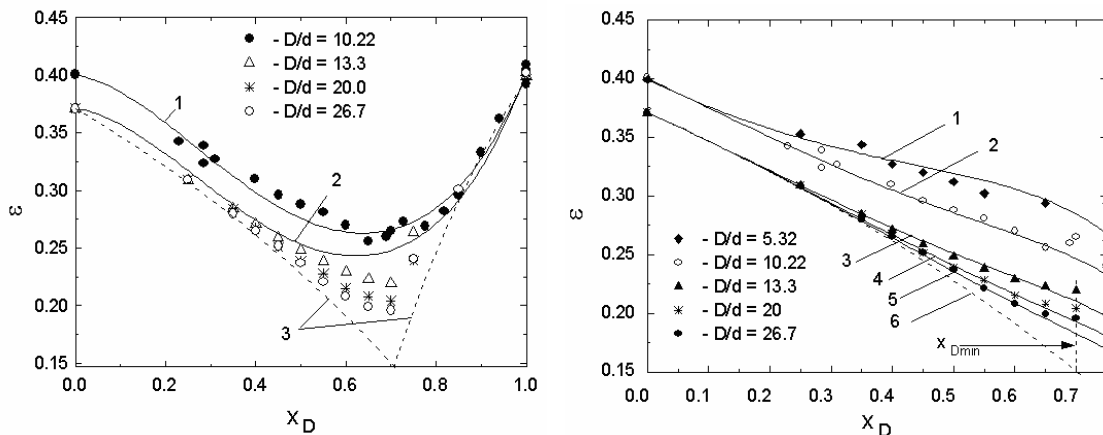 - D/d = 10.22
- D/d = 13.3
- D/d = 20.0
- D/d = 26.7
0.40
0.35
0.30
0.25
0.20
0.15
ε
1
2
3
0.0 0.2 0.4 0.6 0.8 1.0
X_D
0.45
0.40
0.35
0.30
0.25
0.20
0.15
ε
1
2
3
4
5
6
- D/d = 5.32
- D/d = 10.22
- D/d = 13.3
- D/d = 20
- D/d = 26.7
x_Dmin
0.0 0.1 0.2 0.3 0.4 0.5 0.6 0.7
X_D